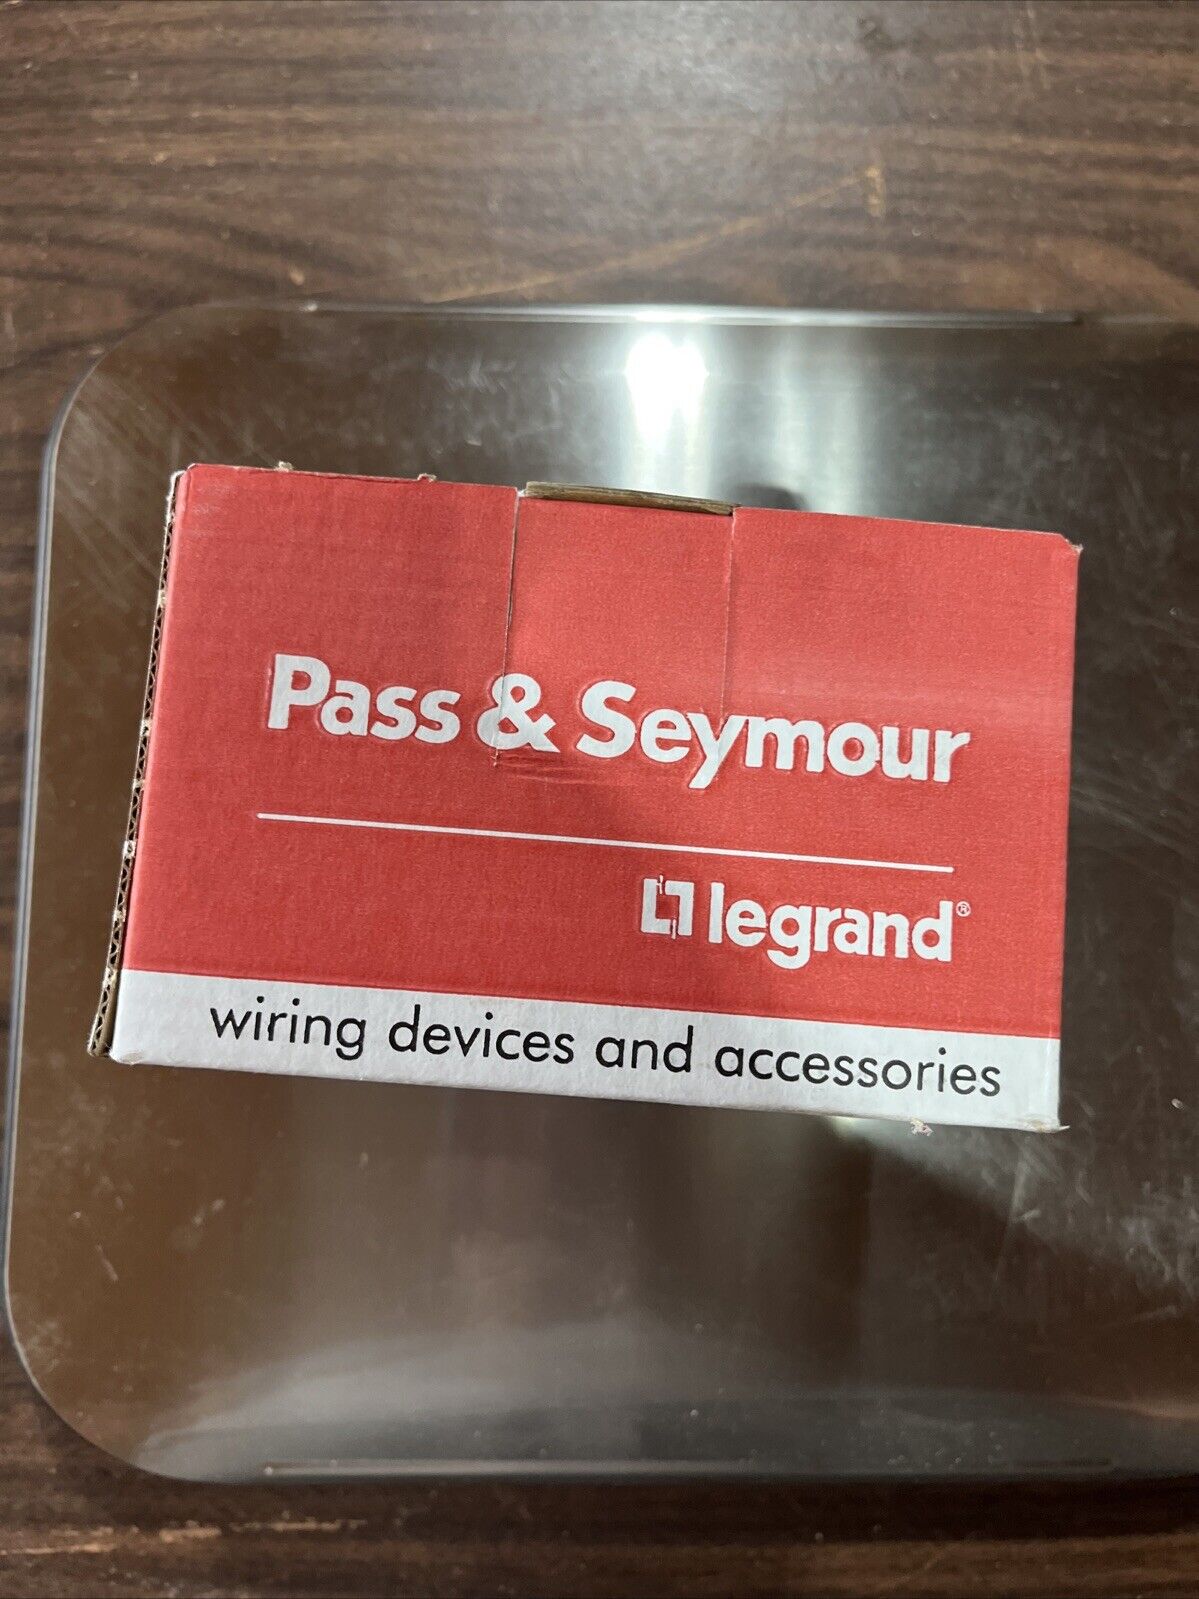 Pass & Seymour
legrand®
wiring devices and accessories